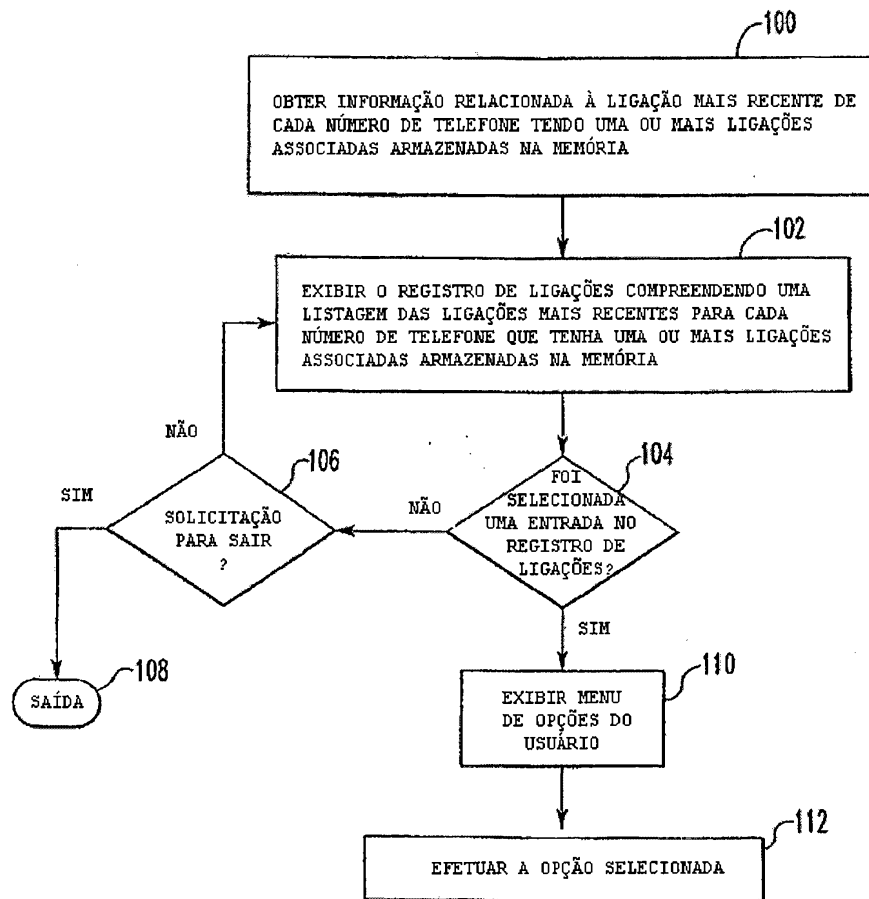 100
OBTER INFORMAÇÃO RELACIONADA À LIGAÇÃO MAIS RECENTE DE
CADA NÚMERO DE TELEFONE TENDO UMA OU MAIS LIGAÇÕES
ASSOCIADAS ARMAZENADAS NA MEMÓRIA
102
EXIBIR O REGISTRO DE LIGAÇÕES COMPREENDENDO UMA
LISTAGEM DAS LIGAÇÕES MAIS RECENTES PARA CADA
NÚMERO DE TELEFONE QUE TENHA UMA OU MAIS LIGAÇÕES
ASSOCIADAS ARMAZENADAS NA MEMÓRIA
NÃO
106
SIM
SOLICITAÇÃO
PARA SAIR
?
NÃO
104
FOI
SELECIONADA
UMA ENTRADA NO
REGISTRO DE
LIGAÇÕES?
SIM
108
SAÍDA
110
EXIBIR MENU
DE OPÇÕES DO
USUÁRIO
112
EFETUAR A OPÇÃO SELECIONADA